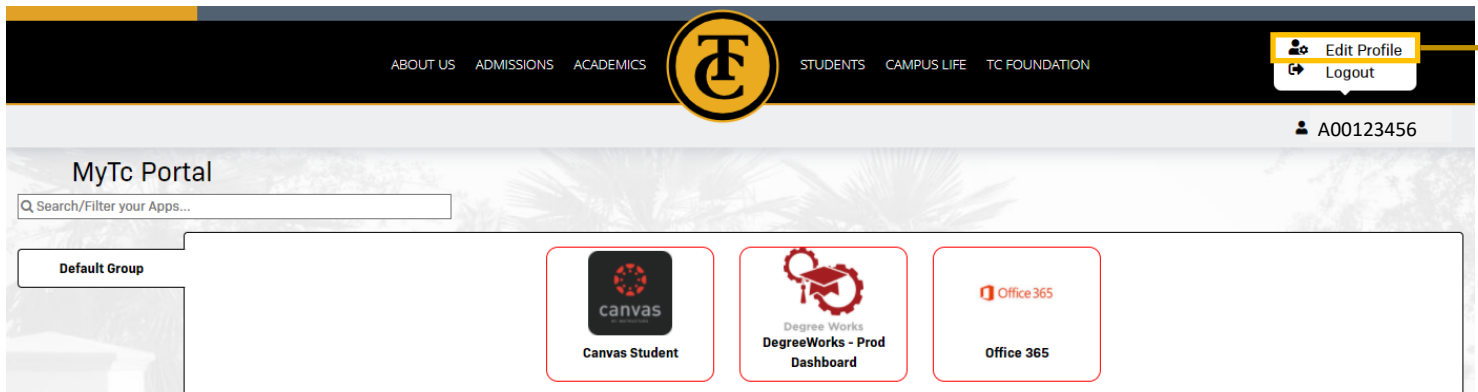 ABOUT US ADMISSIONS ACADEMICS TC STUDENTS CAMPUS LIFE TC FOUNDATION
Edit Profile
Logout
A00123456
MyTc Portal
Search/Filter your Apps...
Default Group
canvas
Canvas Student
Degree Works
DegreeWorks - Prod
Dashboard
Office 365
Office 365